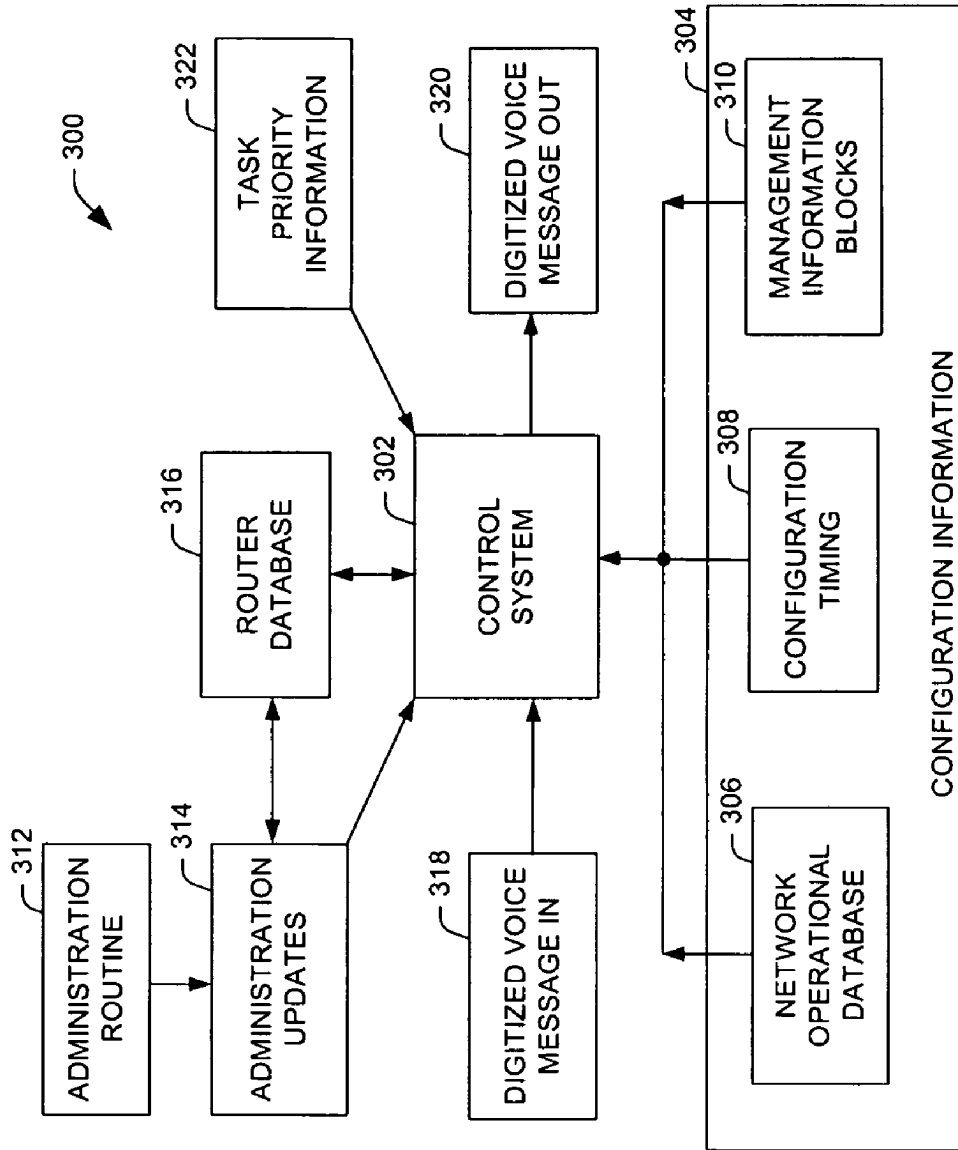 300
312
ADMINISTRATION
ROUTINE
314
ADMINISTRATION
UPDATES
316
ROUTER
DATABASE
322
TASK
PRIORITY
INFORMATION
318
DIGITIZED VOICE
MESSAGE IN
302
CONTROL
SYSTEM
320
DIGITIZED VOICE
MESSAGE OUT
304
306
NETWORK
OPERATIONAL
DATABASE
308
CONFIGURATION
TIMING
310
MANAGEMENT
INFORMATION
BLOCKS
CONFIGURATION INFORMATION